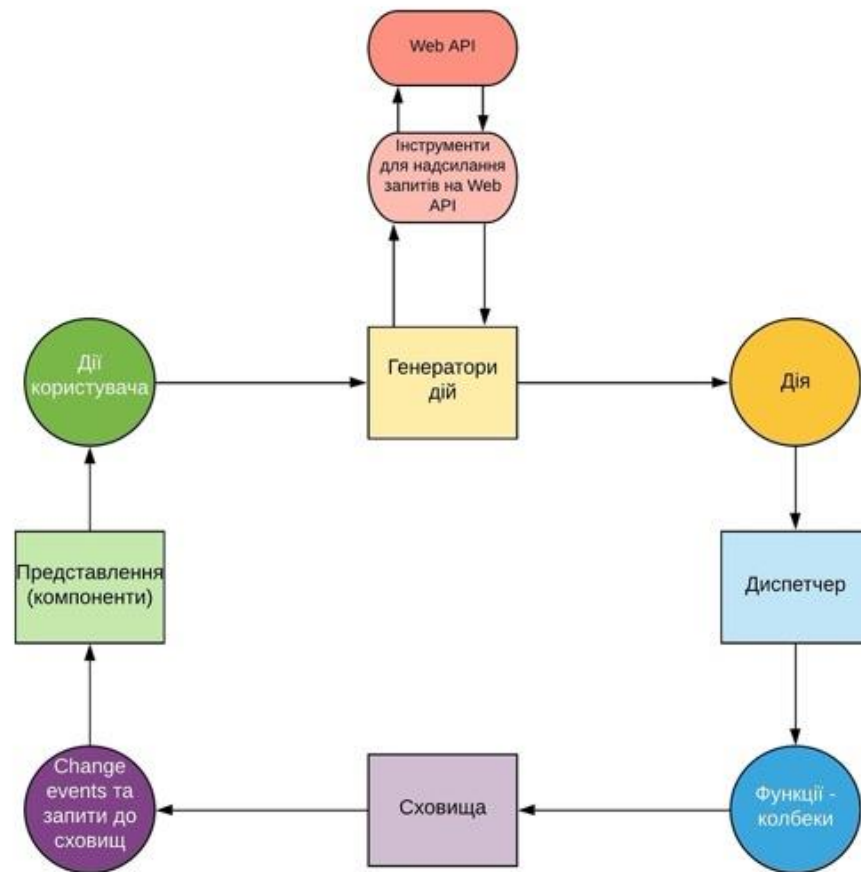 Web API
Інструменти
для надсилання
запитів на Web
API
Дії
користувача
Генератори
дій
Дія
Представлення
(компоненти)
Диспетчер
Change
events та
запити до
сховищ
Сховища
Функції -
колбеки